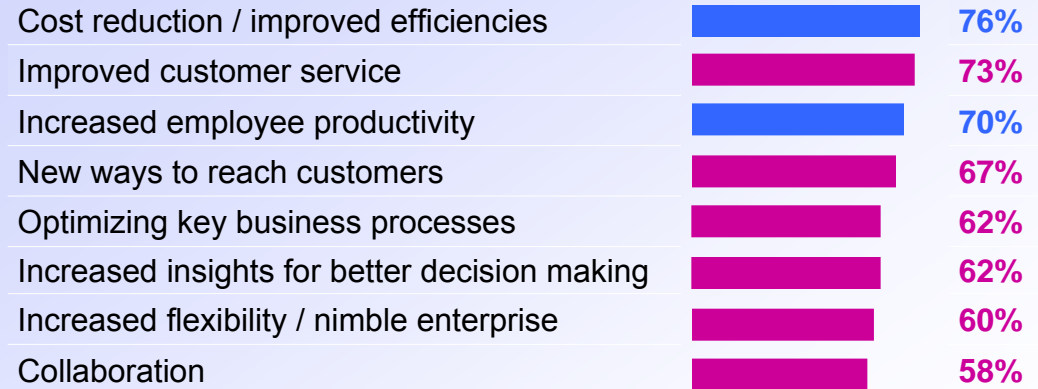 Cost reduction / improved efficiencies 76%
Improved customer service 73%
Increased employee productivity 70%
New ways to reach customers 67%
Optimizing key business processes 62%
Increased insights for better decision making 62%
Increased flexibility / nimble enterprise 60%
Collaboration 58%